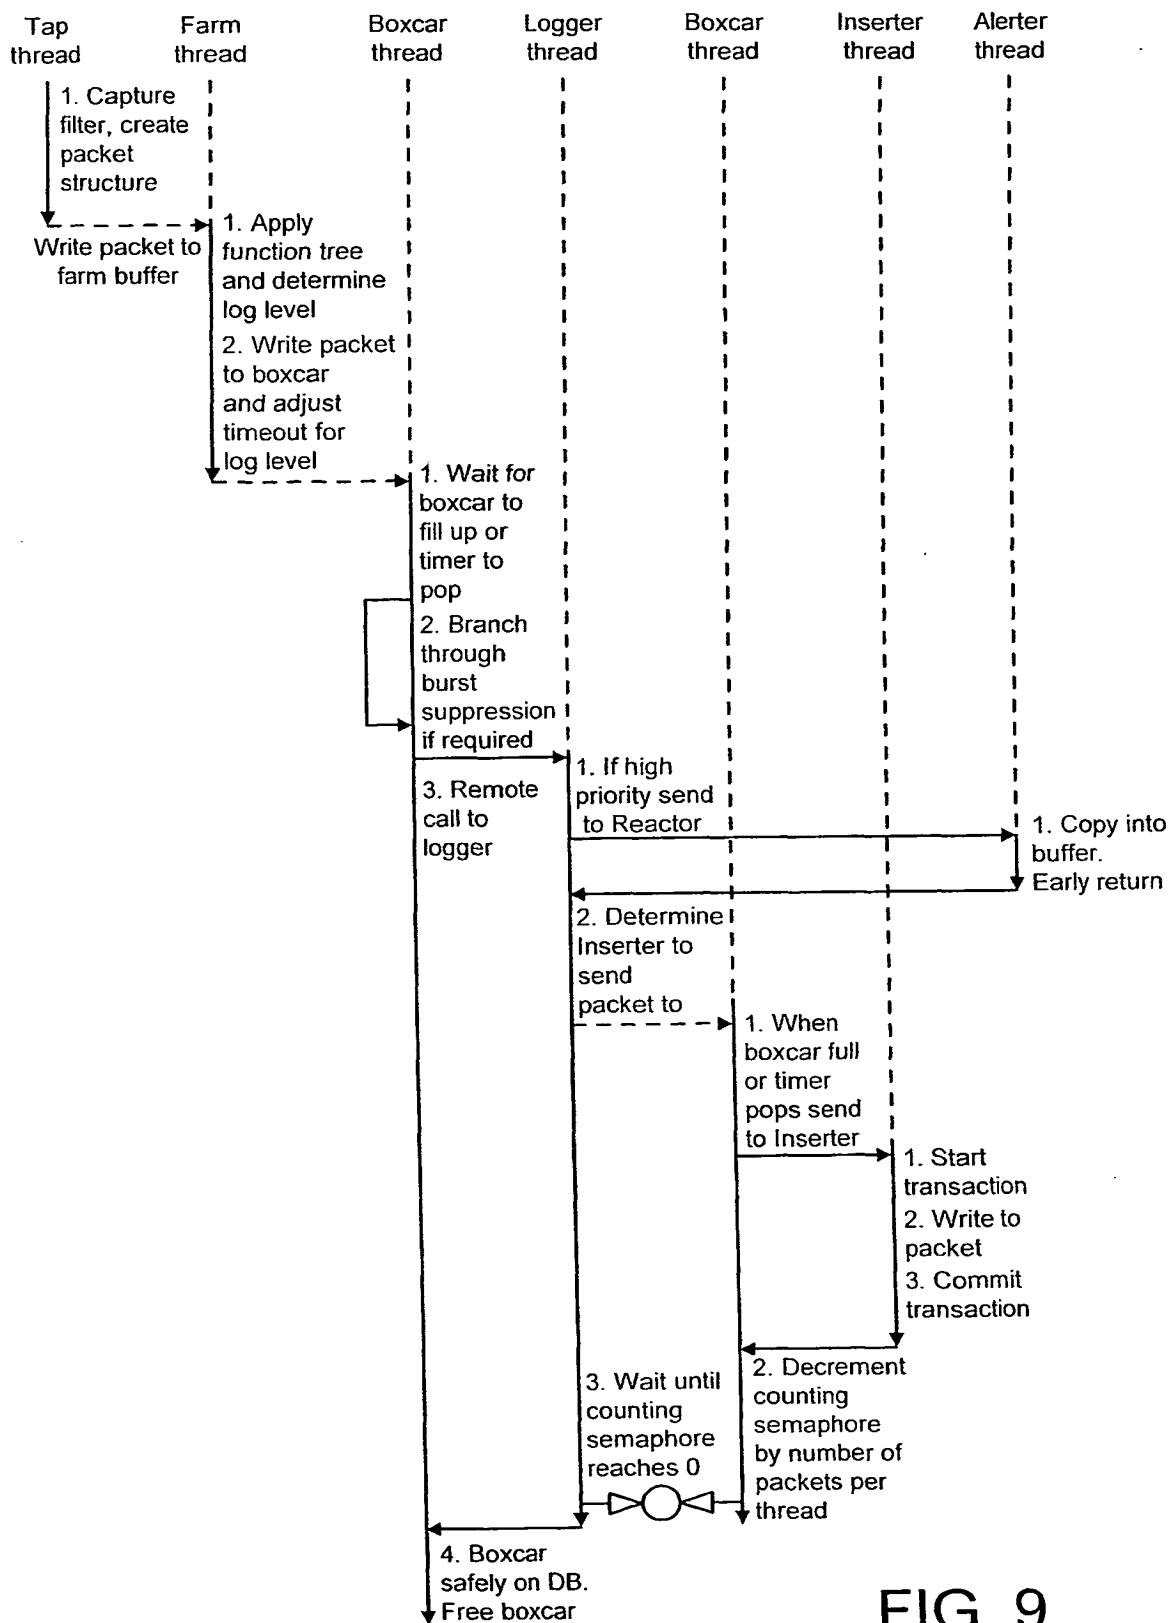 Tap
thread
Farm
thread
Boxcar
thread
Logger
thread
Boxcar
thread
Inserter
thread
Alerter
thread
1. Capture
filter, create
packet
structure
Write packet to
farm buffer
1. Apply
function tree
and determine
log level
2. Write packet
to boxcar
and adjust
timeout for
log level
1. Wait for
boxcar to
fill up or
timer to
pop
2. Branch
through
burst
suppression
if required
3. Remote
call to
logger
1. If high
priority send
to Reactor
1. Copy into
buffer.
Early return
2. Determine
Inserter to
send
packet to
1. When
boxcar full
or timer
pops send
to Inserter
1. Start
transaction
2. Write to
packet
3. Commit
transaction
2. Decrement
counting
semaphore
by number of
packets per
thread
3. Wait until
counting
semaphore
reaches 0
4. Boxcar
safely on DB.
Free boxcar
FIG. 9